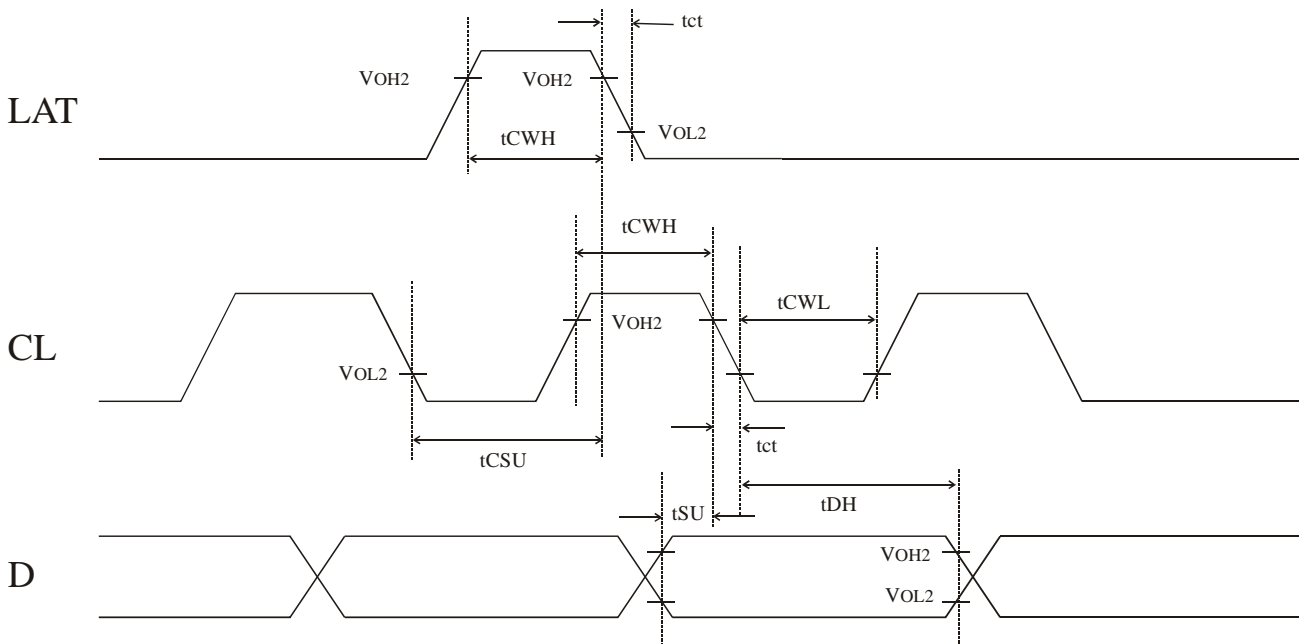 tct
VOH2
VOH2
LAT
VOL2
tCWH
tCWH
tCWL
VOH2
CL
VOL2
tct
tCSU
tDH
tSU
VOH2
D
VOL2